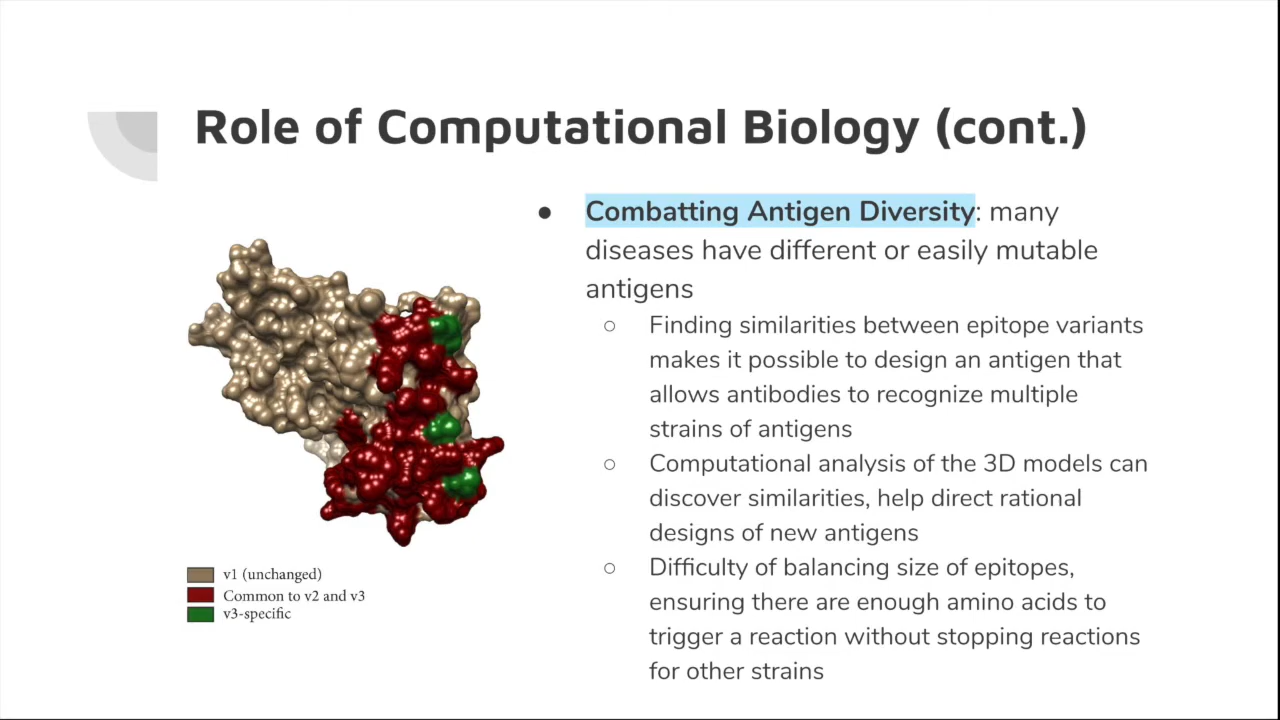 Role of Computational Biology (cont.)
● Combatting Antigen Diversity: many
diseases have different or easily mutable
antigens
○ Finding similarities between epitope variants
makes it possible to design an antigen that
allows antibodies to recognize multiple
strains of antigens
○ Computational analysis of the 3D models can
discover similarities, help direct rational
designs of new antigens
○ Difficulty of balancing size of epitopes,
ensuring there are enough amino acids to
trigger a reaction without stopping reactions
for other strains
v1 (unchanged)
Common to v2 and v3
v3-specific